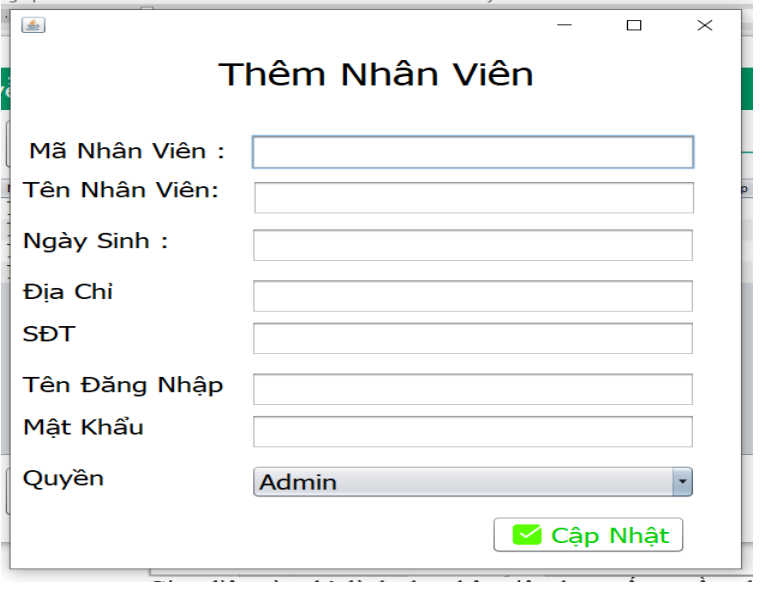 Thêm Nhân Viên
Mã Nhân Viên :
Tên Nhân Viên:
Ngày Sinh :
Địa Chỉ
SĐT
Tên Đăng Nhập
Mật Khẩu
Quyền
Admin
Cập Nhật